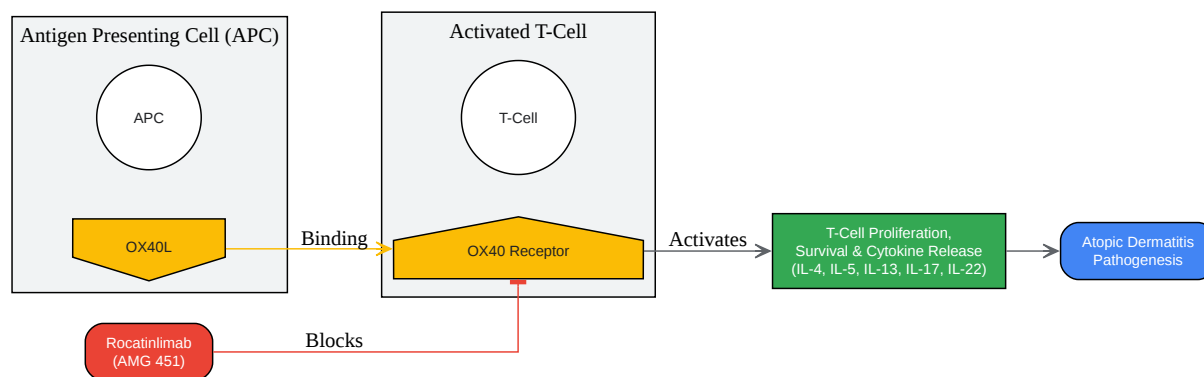 Antigen Presenting Cell (APC)
APC
OX40L
Binding
Activated T-Cell
T-Cell
OX40 Receptor
Activates
T-Cell Proliferation,
Survival & Cytokine Release
(IL-4, IL-5, IL-13, IL-17, IL-22)
Atopic Dermatitis
Pathogenesis
Rocatinlimab
(AMG 451)
Blocks